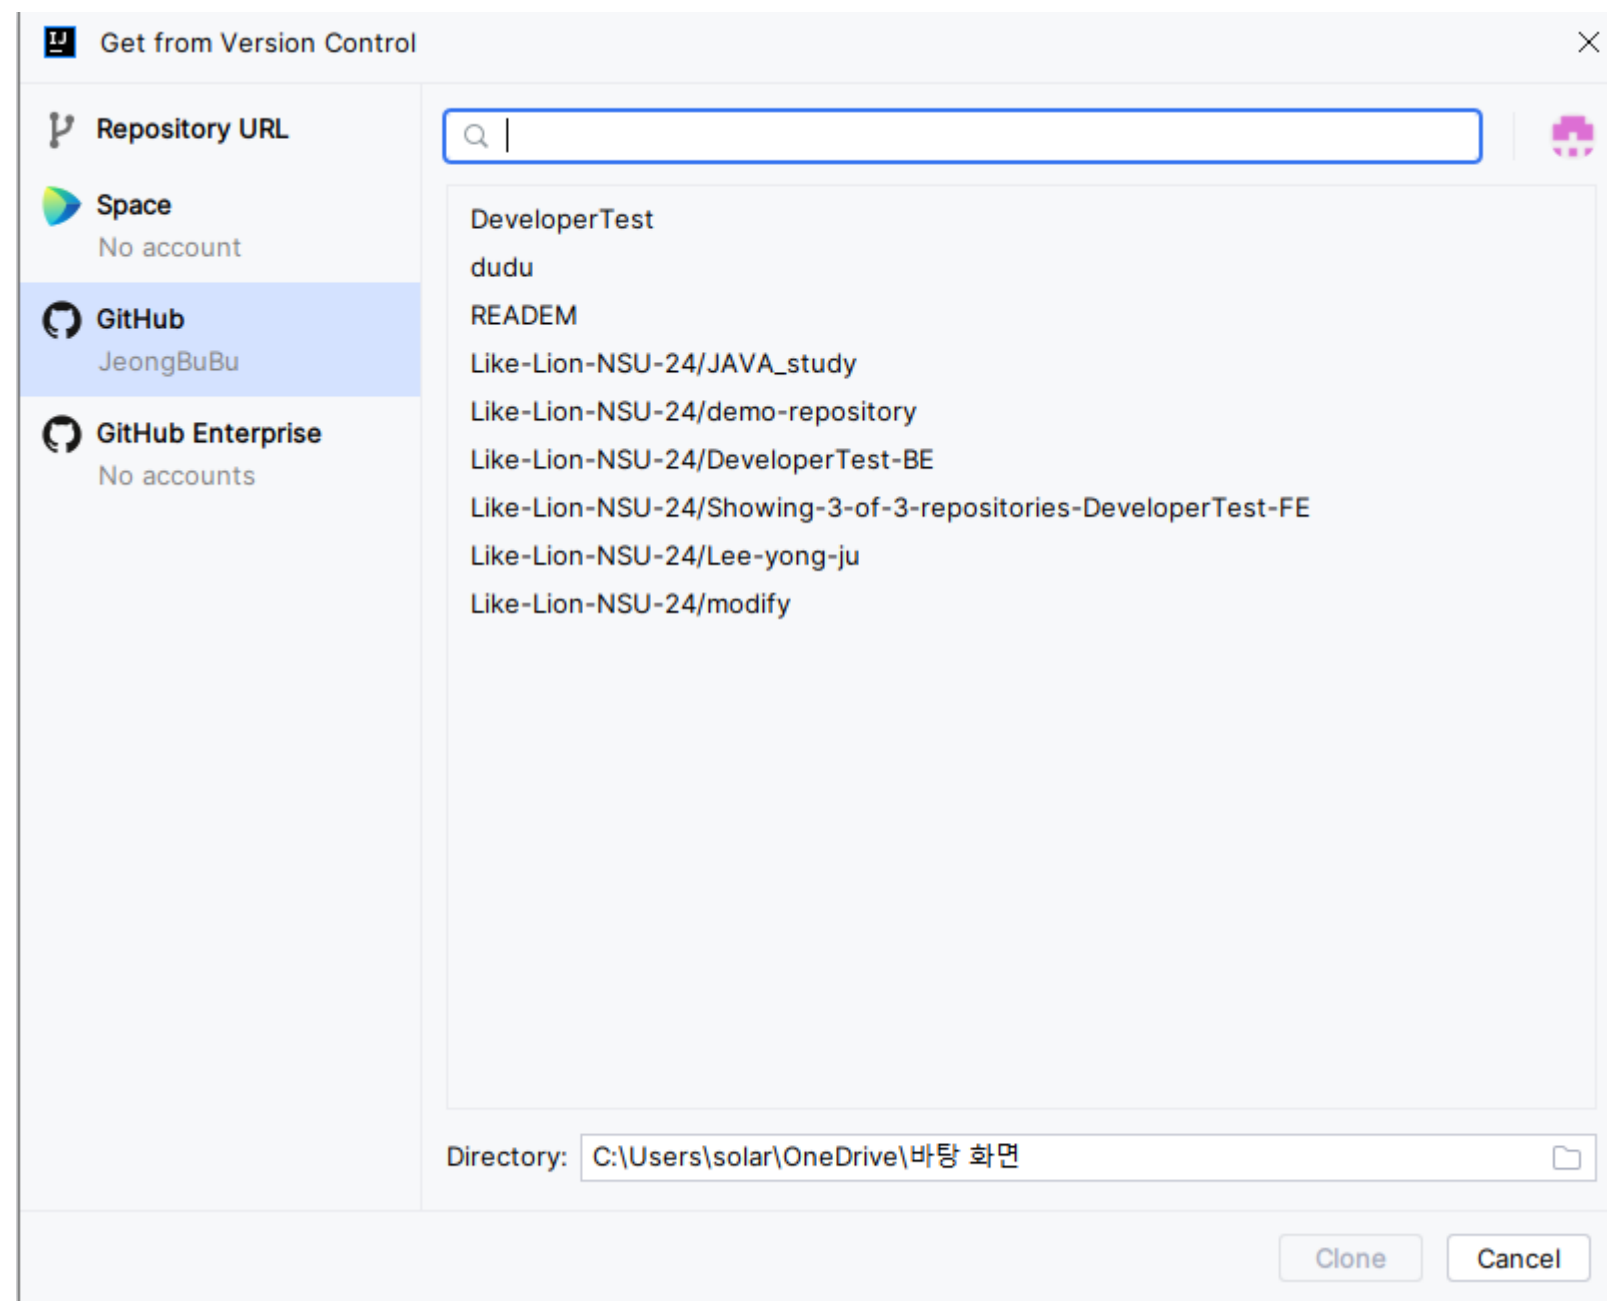 IJ
Get from Version Control
Repository URL
Space
No account
GitHub
JeongBuBu
GitHub Enterprise
No accounts
DeveloperTest
dudu
READEM
Like-Lion-NSU-24/JAVA_study
Like-Lion-NSU-24/demo-repository
Like-Lion-NSU-24/DeveloperTest-BE
Like-Lion-NSU-24/Showing-3-of-3-repositories-DeveloperTest-FE
Like-Lion-NSU-24/Lee-yong-ju
Like-Lion-NSU-24/modify
Directory: C:\Users\solar\OneDrive\바탕 화면
Clone Cancel